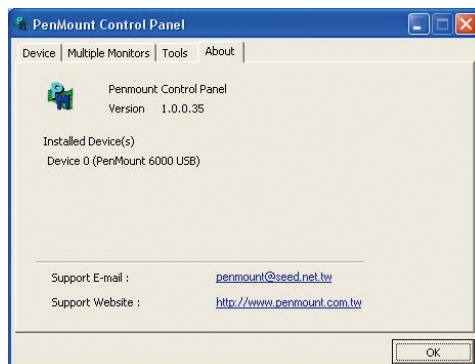 PenMount Control Panel
Device Multiple Monitors Tools About
Penmount Control Panel
Version 1.0.0.35
Installed Device(s)
Device 0 (PenMount 6000 USB)
Support E-mail : penmount@seed.net.tw
Support Website : http://www.penmount.com.tw
OK